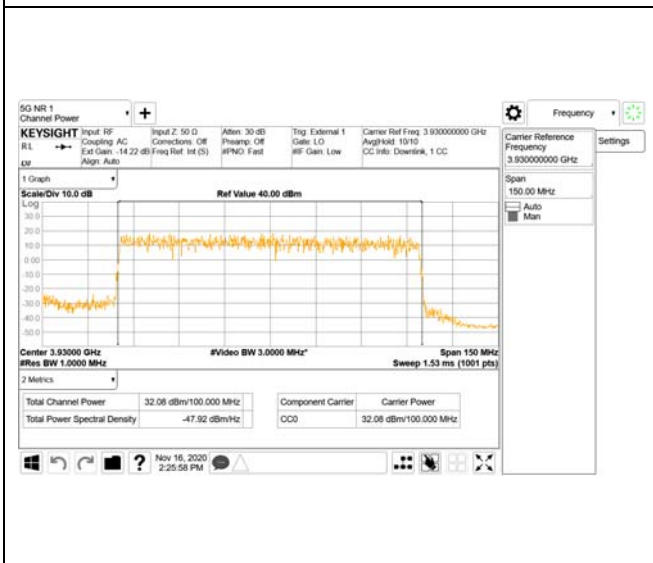 5G NR 1
Channel Power
KEYSIGHT
RL
Input: RF
Coupling: AC
Ext Gain: -14.22 dB
Align: Auto
Input Z: 50 Ω
Corrections: Off
Freq Ref: Int (S)
Atten: 30 dB
Preamp: Off
#PNO: Fast
Trig: External 1
Gate: LO
#IF Gain: Low
Carrier Ref Freq: 3.930000000 GHz
Avg|Hold: 10/10
CC Info: Downlink, 1 CC
Frequency
Carrier Reference
Frequency
3.930000000 GHz
Settings
Span
150.00 MHz
Auto
Man
1 Graph
Scale/Div 10.0 dB
Ref Value 40.00 dBm
Log
30.0
20.0
10.0
0.00
-10.0
-20.0
-30.0
-40.0
-50.0
Center 3.93000 GHz
#Video BW 3.0000 MHz*
Span 150 MHz
#Res BW 1.0000 MHz
Sweep 1.53 ms (1001 pts)
2 Metrics
Total Channel Power 32.08 dBm/100.000 MHz
Total Power Spectral Density -47.92 dBm/Hz
Component Carrier Carrier Power
CC0 32.08 dBm/100.000 MHz
?
Nov 16, 2020
2:25:58 PM